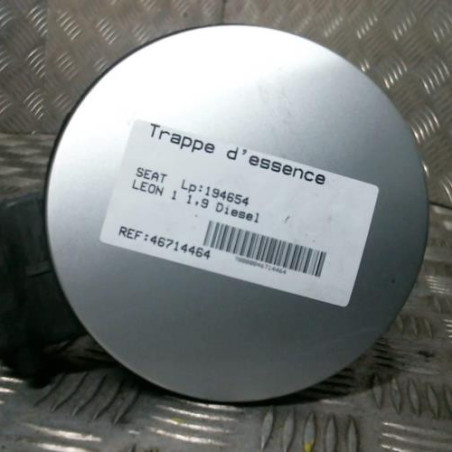 Trappe d'essence
SEAT Lp:194654
LEON 1 1,9 Diesel
REF:46714464